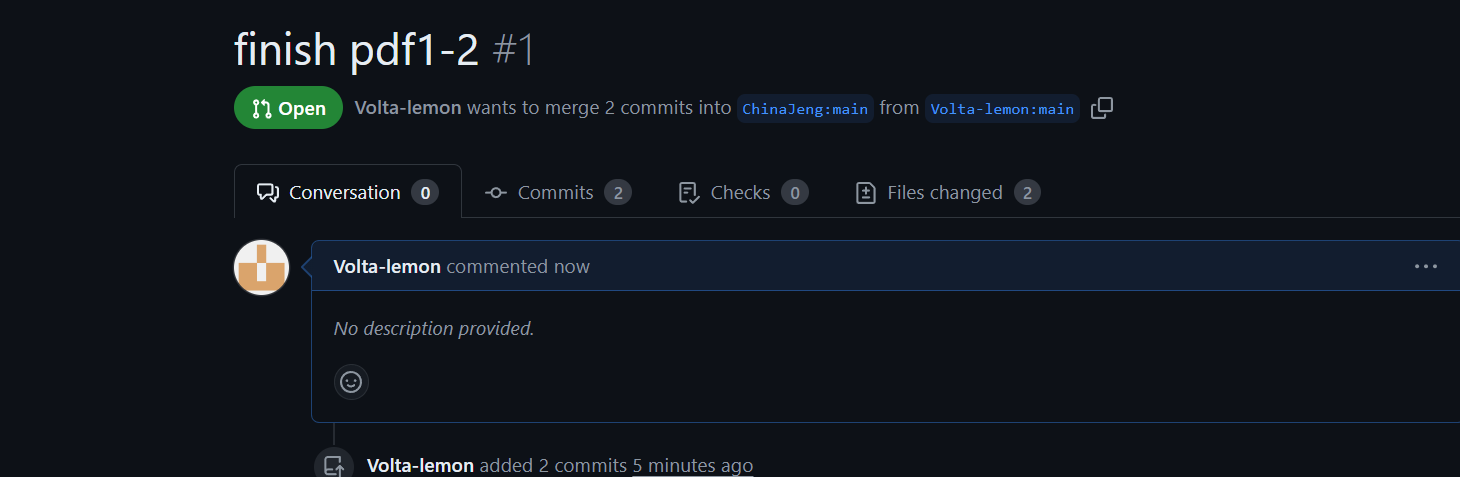 finish pdf1-2 #1
Open Volta-lemon wants to merge 2 commits into ChinaJeng:main from Volta-lemon:main
Conversation 0 Commits 2 Checks 0 Files changed 2
Volta-lemon commented now
No description provided.
Volta-lemon added 2 commits 5 minutes ago